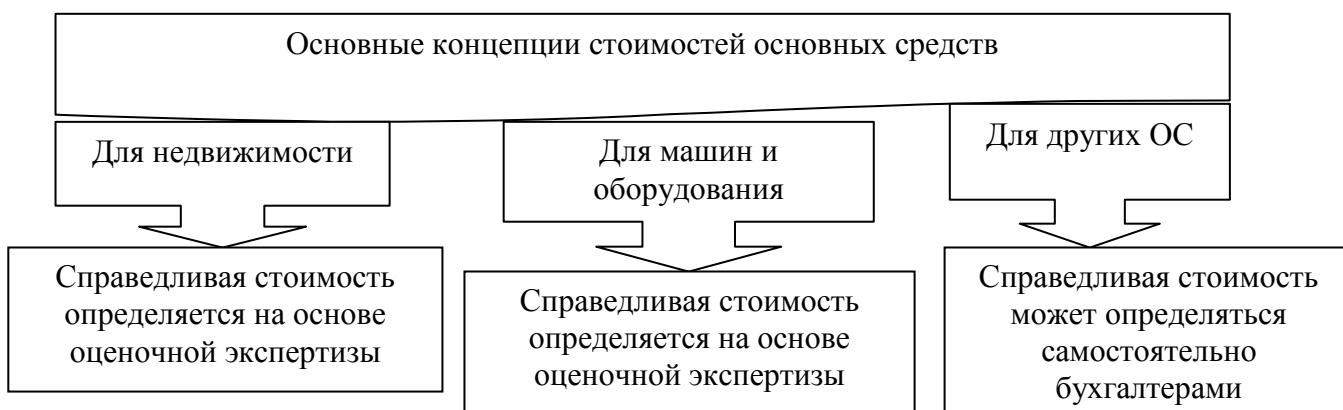 Основные концепции стоимостей основных средств
Для недвижимости
Для машин и
оборудования
Для других ОС
Справедливая стоимость
определяется на основе
оценочной экспертизы
Справедливая стоимость
определяется на основе
оценочной экспертизы
Справедливая стоимость
может определяться
самостоятельно
бухгалтерами